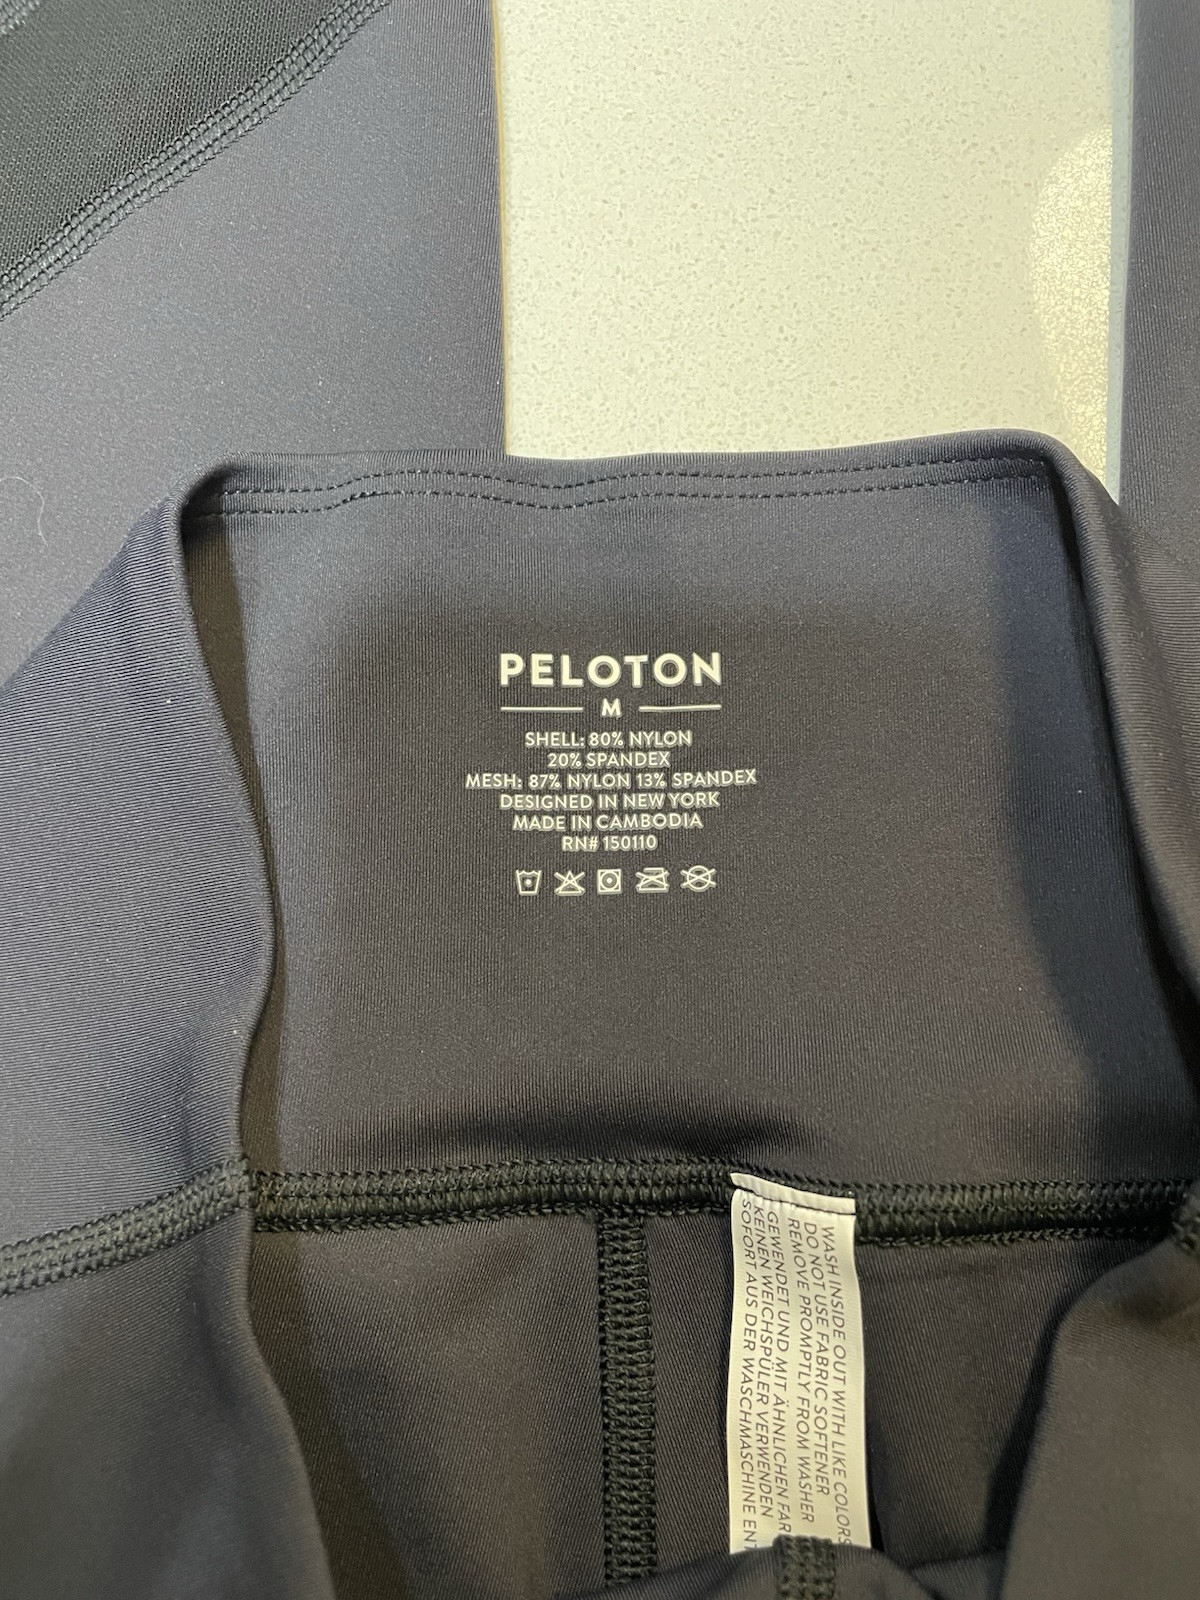 PELOTON
M
SHELL: 80% NYLON
20% SPANDEX
MESH: 87% NYLON 13% SPANDEX
DESIGNED IN NEW YORK
MADE IN CAMBODIA
RN# 150110
WASH INSIDE OUT WITH LIKE COLORS
DO NOT USE FABRIC SOFTENER
REMOVE PROMPTLY FROM WASHER
GEWENDET UND MIT ÄHNLICHEN
KEINEN WEICHSPÜLER VERWENDEN
SOFORT AUS DER WASCHMASCHINE